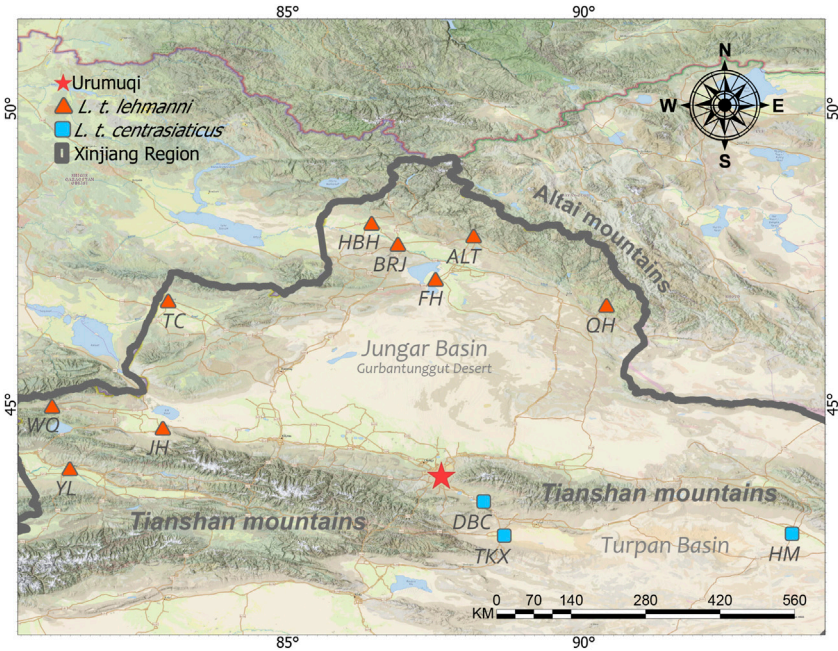 85°
90°
50°
50°
N
W
E
S
Urumuqi
L. t. lehmanni
L. t. centrasiaticus
Xinjiang Region
Altai mountains
HBH
BRJ
ALT
FH
TC
QH
Jungar Basin
Gurbantunggut Desert
45°
45°
WQ
JH
YL
Tianshan mountains
Tianshan mountains
DBC
TKX
Turpan Basin
HM
0 70 140 280 420 560
KM
85°
90°